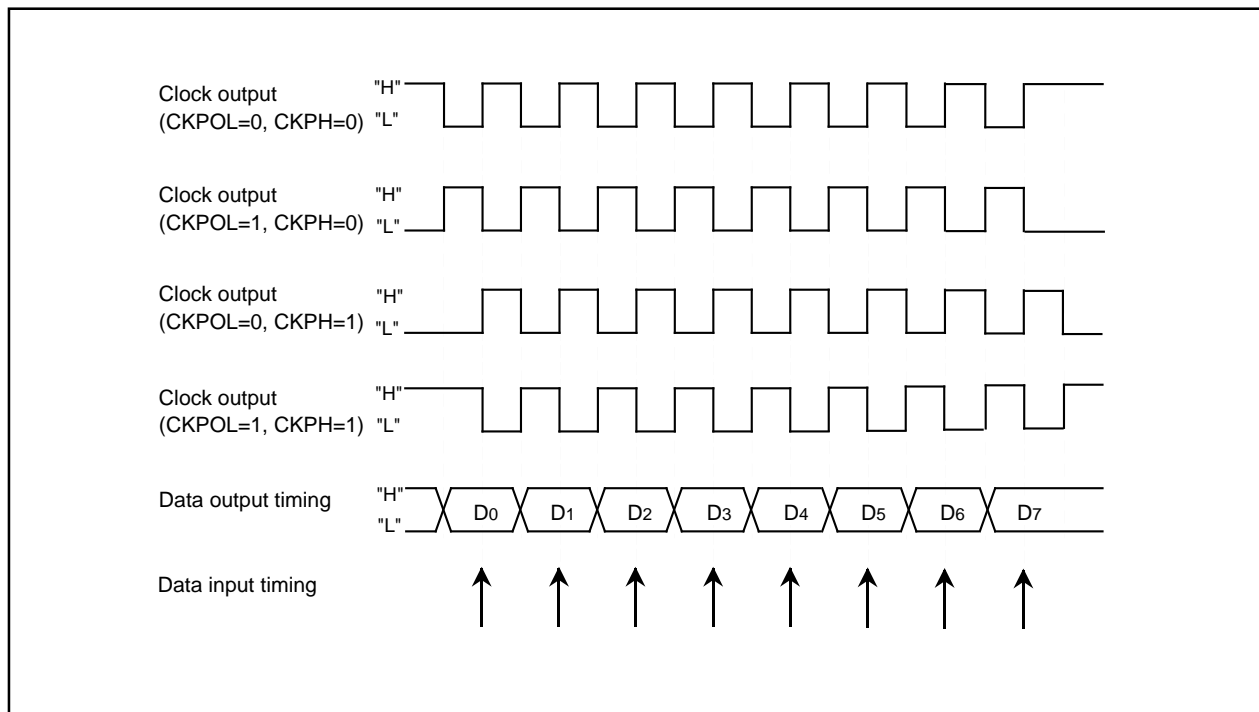 Clock output
(CKPOL=0, CKPH=0)
"H"
"L"
Clock output
(CKPOL=1, CKPH=0)
"H"
"L"
Clock output
(CKPOL=0, CKPH=1)
"H"
"L"
Clock output
(CKPOL=1, CKPH=1)
"H"
"L"
Data output timing
"H"
"L"
D0 D1 D2 D3 D4 D5 D6 D7
Data input timing